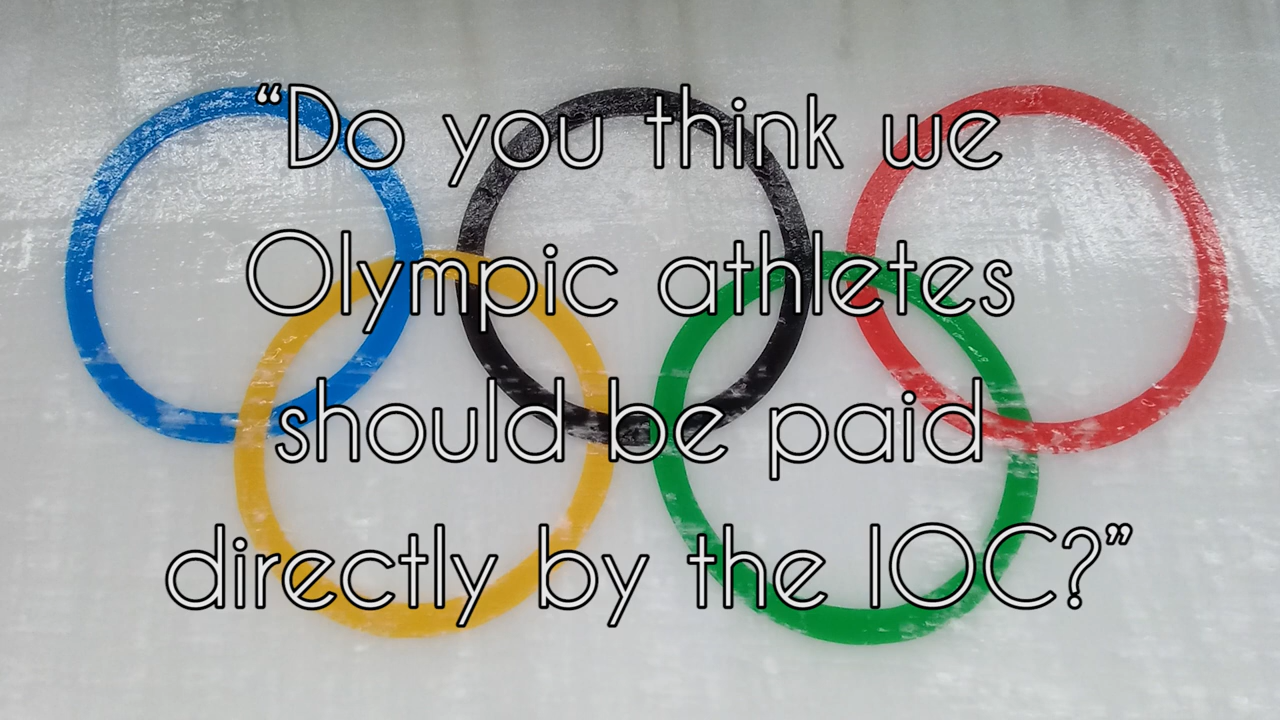 “Do you think we
Olympic athletes
should be paid
directly by the IOC?”